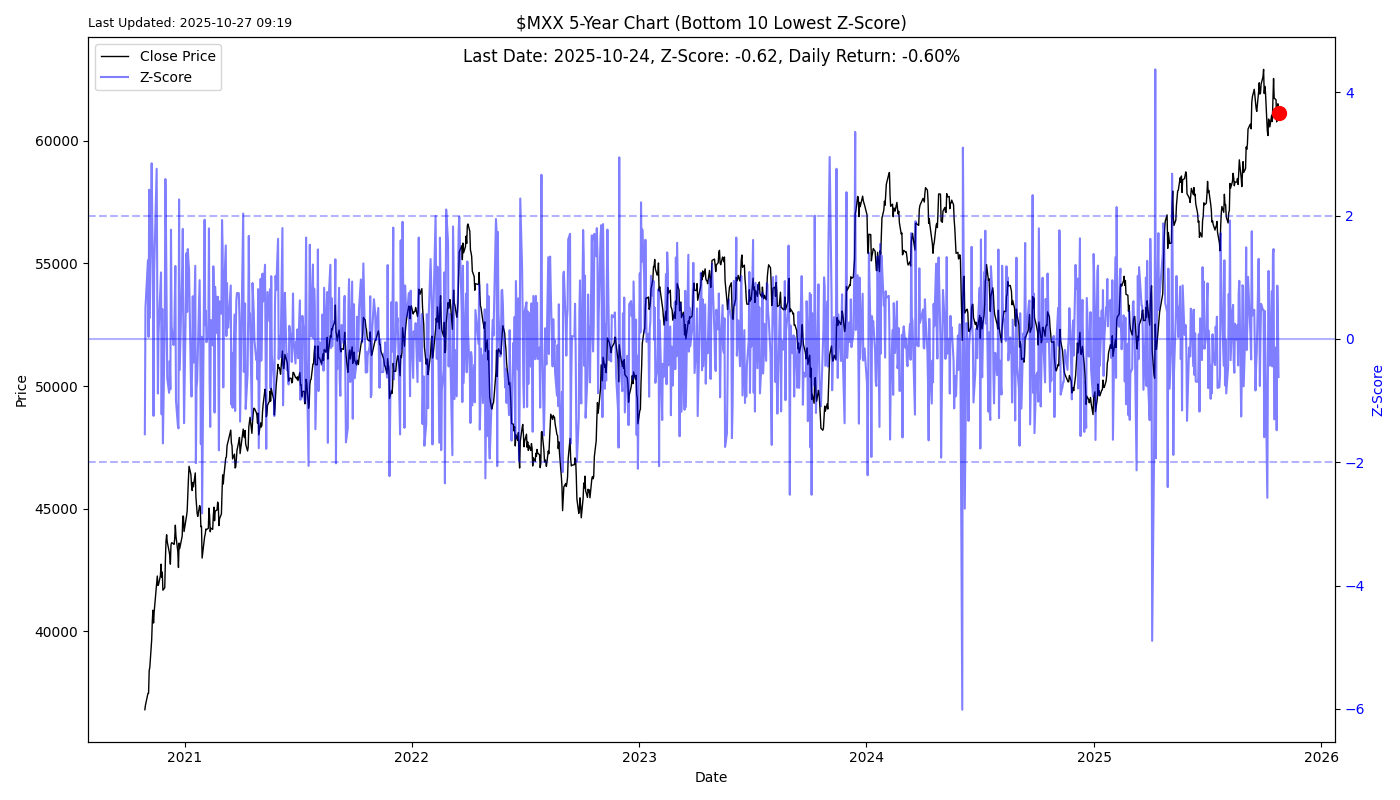 Last Updated: 2025-10-27 09:19
$MXX 5-Year Chart (Bottom 10 Lowest Z-Score)
Last Date: 2025-10-24, Z-Score: -0.62, Daily Return: -0.60%
Close Price
Z-Score
60000
55000
50000
45000
40000
Price
4
2
0
−2
−4
−6
Z-Score
2021
2022
2023
2024
2025
2026
Date